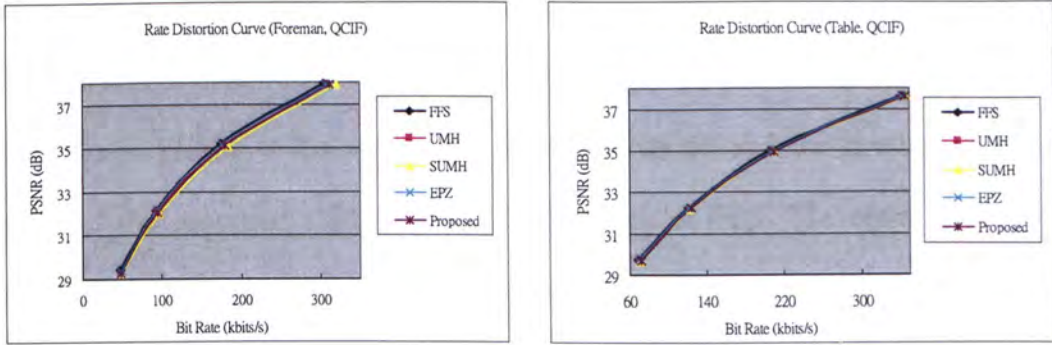 Rate Distortion Curve (Foreman, QCIF)
37
35
33
31
29
PSNR (dB)
0 100 200 300
Bit Rate (kbits/s)
FFS
UMH
SUMH
EPZ
Proposed
Rate Distortion Curve (Table, QCIF)
37
35
33
31
29
PSNR (dB)
60 140 220 300
Bit Rate (kbits/s)
FFS
UMH
SUMH
EPZ
Proposed